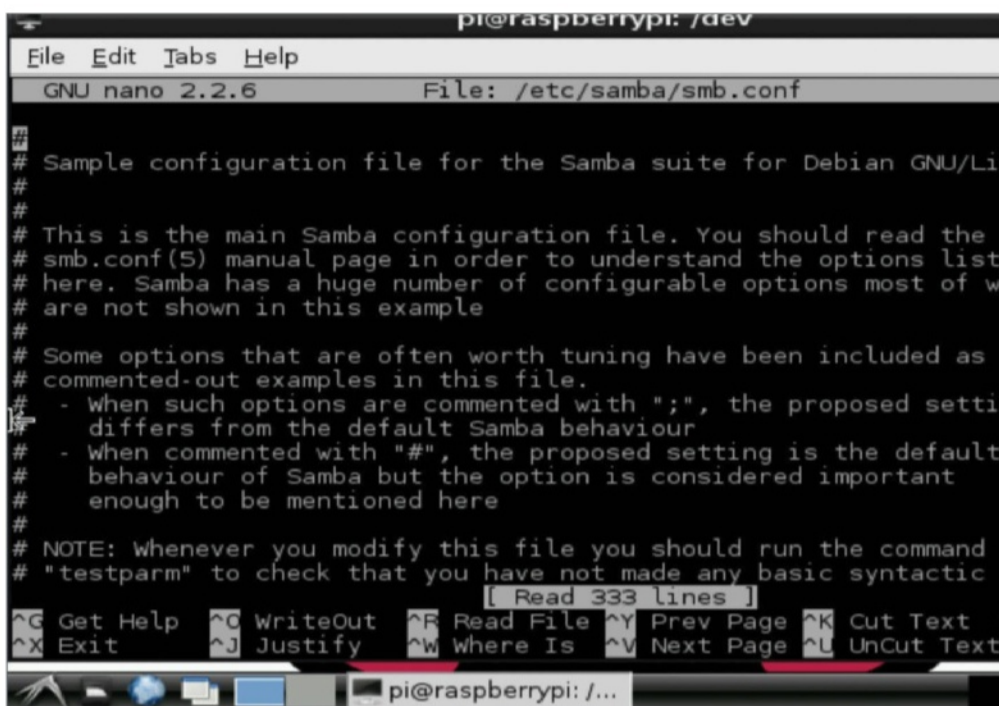 pi@raspberrypi: /dev
File Edit Tabs Help
GNU nano 2.2.6 File: /etc/samba/smb.conf
#
# Sample configuration file for the Samba suite for Debian GNU/Li
#
#
# This is the main Samba configuration file. You should read the
# smb.conf(5) manual page in order to understand the options list
# here. Samba has a huge number of configurable options most of w
# are not shown in this example
#
# Some options that are often worth tuning have been included as
# commented-out examples in this file.
#  - When such options are commented with ";", the proposed setti
#    differs from the default Samba behaviour
#  - When commented with "#", the proposed setting is the default
#    behaviour of Samba but the option is considered important
#    enough to be mentioned here
#
# NOTE: Whenever you modify this file you should run the command
# "testparm" to check that you have not made any basic syntactic
[ Read 333 lines ]
^G Get Help ^O WriteOut ^R Read File ^Y Prev Page ^K Cut Text
^X Exit ^J Justify ^W Where Is ^V Next Page ^U UnCut Text
pi@raspberrypi: /...